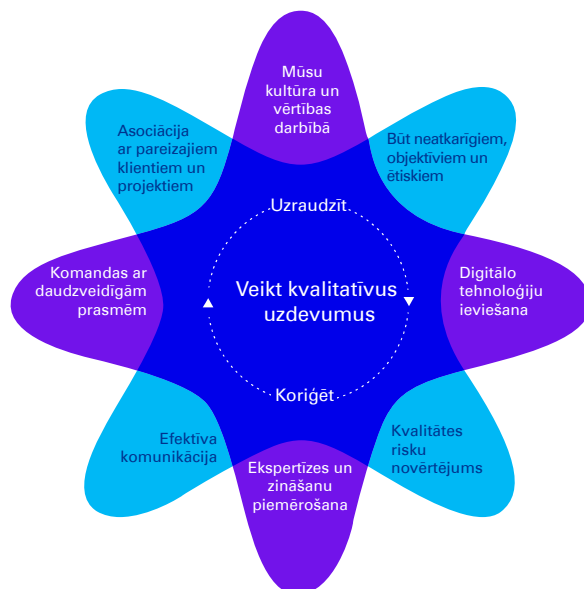 Mūsu
kultūra un
vērtības
darbībā
Asociācija
ar pareizajiem
klientiem un
projektiem
Būt neatkarīgiem,
objektīviem un
ētiskiem
Uzraudzīt
Komandas ar
daudzveidīgām
prasmēm
Veikt kvalitatīvus
uzdevumus
Digitālo
tehnoloģiju
ieviešana
Koriģēt
Efektīva
komunikācija
Kvalitātes
risku
novērtējums
Ekspertīzes un
zināšanu
piemērošana